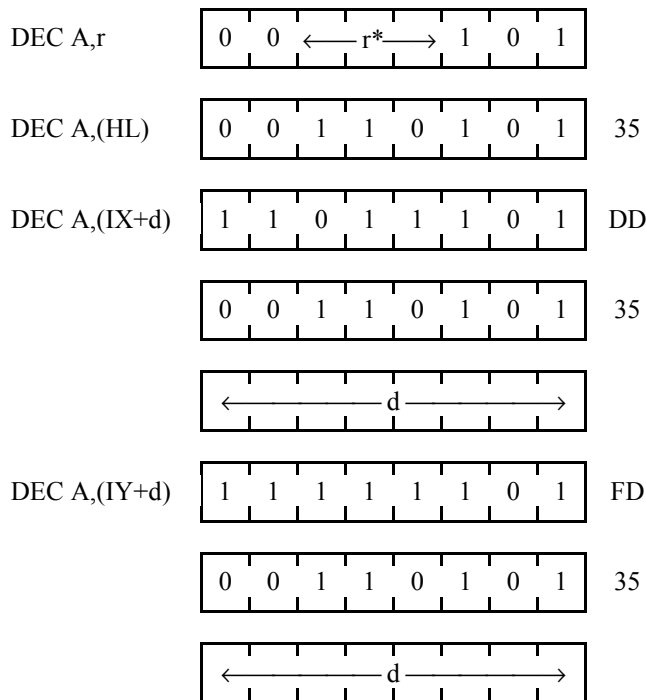 DEC A,r 0 0 r* 1 0 1
DEC A,(HL) 0 0 1 1 0 1 0 1 35
DEC A,(IX+d) 1 1 0 1 1 1 0 1 DD
0 0 1 1 0 1 0 1 35
d
DEC A,(IY+d) 1 1 1 1 1 1 0 1 FD
0 0 1 1 0 1 0 1 35
d